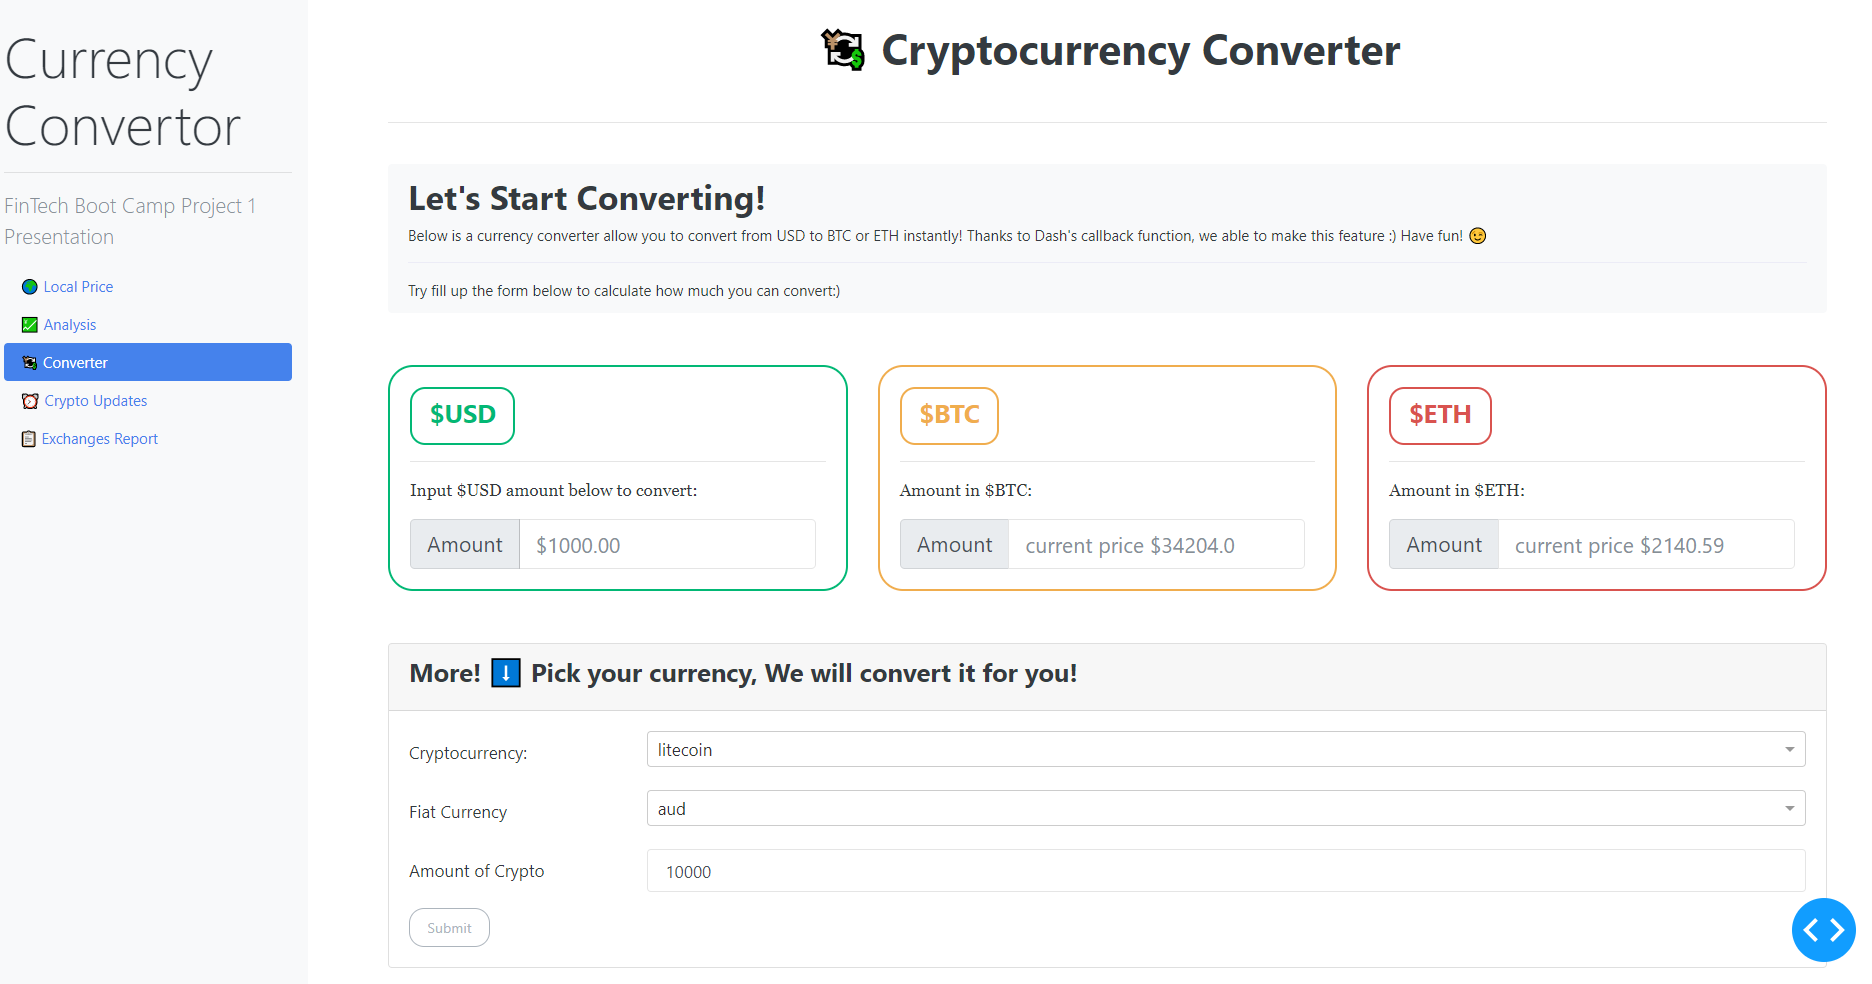 Currency
Convertor
FinTech Boot Camp Project 1
Presentation
Local Price
Analysis
Converter
Crypto Updates
Exchanges Report
Cryptocurrency Converter
Let's Start Converting!
Below is a currency converter allow you to convert from USD to BTC or ETH instantly! Thanks to Dash's callback function, we able to make this feature :) Have fun! 😉
Try fill up the form below to calculate how much you can convert:)
$USD
Input $USD amount below to convert:
Amount $1000.00
$BTC
Amount in $BTC:
Amount current price $34204.0
$ETH
Amount in $ETH:
Amount current price $2140.59
More! ⬇️ Pick your currency, We will convert it for you!
Cryptocurrency: litecoin
Fiat Currency aud
Amount of Crypto 10000
Submit